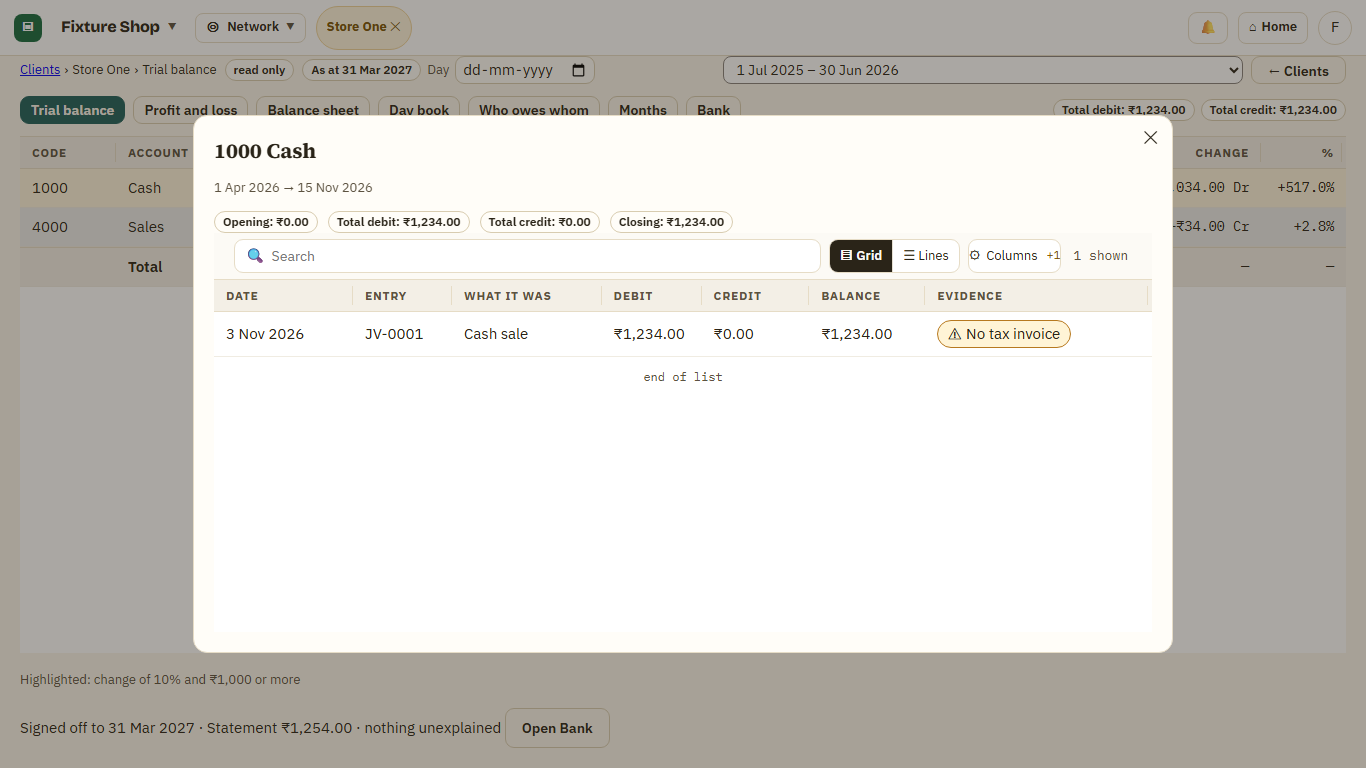 Fixture Shop ▼ Network ▼ Store One × Home F
Clients › Store One › Trial balance read only As at 31 Mar 2027 Day dd-mm-yyyy 1 Jul 2025 – 30 Jun 2026 ← Clients
Trial balance Profit and loss Balance sheet Day book Who owes whom Months Bank Total debit: ₹1,234.00 Total credit: ₹1,234.00
1000 Cash
1 Apr 2026 → 15 Nov 2026
Opening: ₹0.00 Total debit: ₹1,234.00 Total credit: ₹0.00 Closing: ₹1,234.00
Search Grid Lines Columns +1 1 shown
DATE ENTRY WHAT IT WAS DEBIT CREDIT BALANCE EVIDENCE
3 Nov 2026 JV-0001 Cash sale ₹1,234.00 ₹0.00 ₹1,234.00 ⚠ No tax invoice
end of list
CODE ACCOUNT CHANGE %
1000 Cash 034.00 Dr +517.0%
4000 Sales ₹34.00 Cr +2.8%
Total — —
Highlighted: change of 10% and ₹1,000 or more
Signed off to 31 Mar 2027 · Statement ₹1,254.00 · nothing unexplained Open Bank